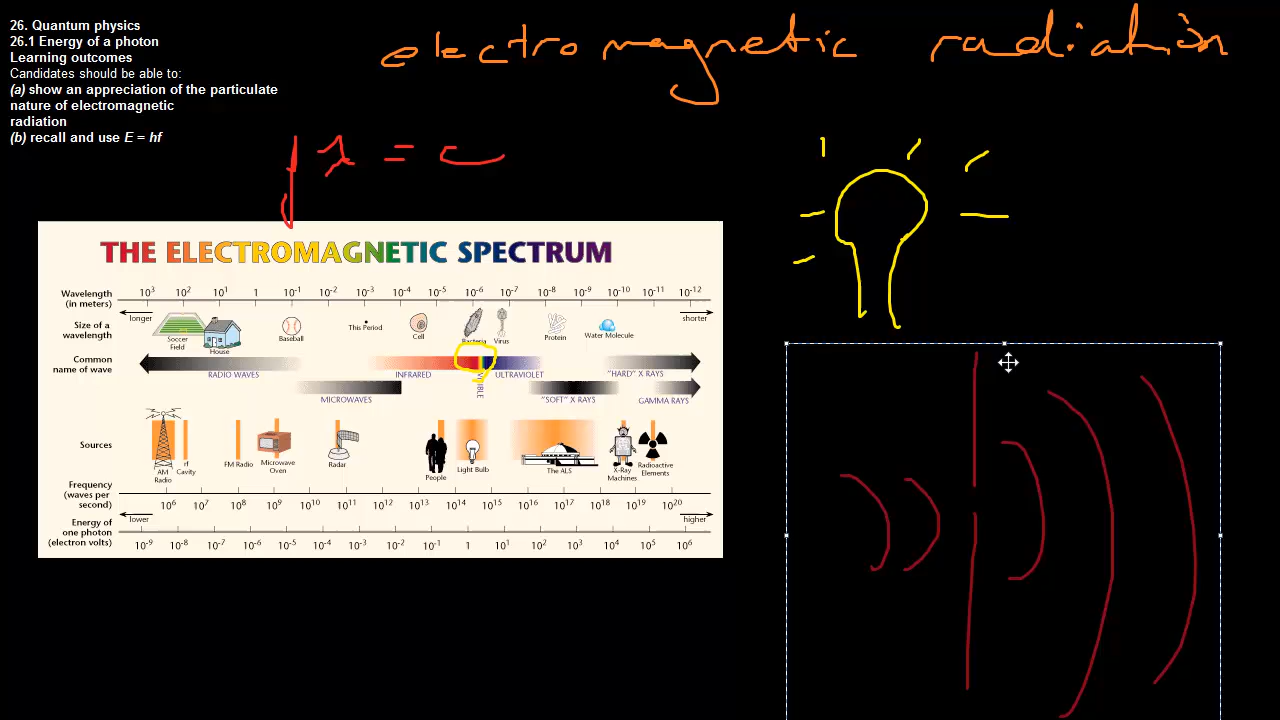 26. Quantum physics
26.1 Energy of a photon
Learning outcomes
Candidates should be able to:
(a) show an appreciation of the particulate
nature of electromagnetic
radiation
(b) recall and use E = hf
electromagnetic radiation
fλ = c
THE ELECTROMAGNETIC SPECTRUM
Wavelength
(in meters)
10³ 10² 10¹ 1 10⁻¹ 10⁻² 10⁻³ 10⁻⁴ 10⁻⁵ 10⁻⁶ 10⁻⁷ 10⁻⁸ 10⁻⁹ 10⁻¹⁰ 10⁻¹¹ 10⁻¹²
longer shorter
Size of a
wavelength
Soccer
Field
House
Baseball
This Period
Cell
Bacteria
Virus
Protein
Water Molecule
Common
name of wave
RADIO WAVES INFRARED VISIBLE ULTRAVIOLET "HARD" X RAYS
MICROWAVES "SOFT" X RAYS GAMMA RAYS
Sources
AM
Radio
rf
Cavity
FM Radio
Microwave
Oven
Radar
People
Light Bulb
The ALS
X-Ray
Machines
Radioactive
Elements
Frequency
(waves per
second)
10⁶ 10⁷ 10⁸ 10⁹ 10¹⁰ 10¹¹ 10¹² 10¹³ 10¹⁴ 10¹⁵ 10¹⁶ 10¹⁷ 10¹⁸ 10¹⁹ 10²⁰
lower higher
Energy of
one photon
(electron volts)
10⁻⁹ 10⁻⁸ 10⁻⁷ 10⁻⁶ 10⁻⁵ 10⁻⁴ 10⁻³ 10⁻² 10⁻¹ 1 10¹ 10² 10³ 10⁴ 10⁵ 10⁶